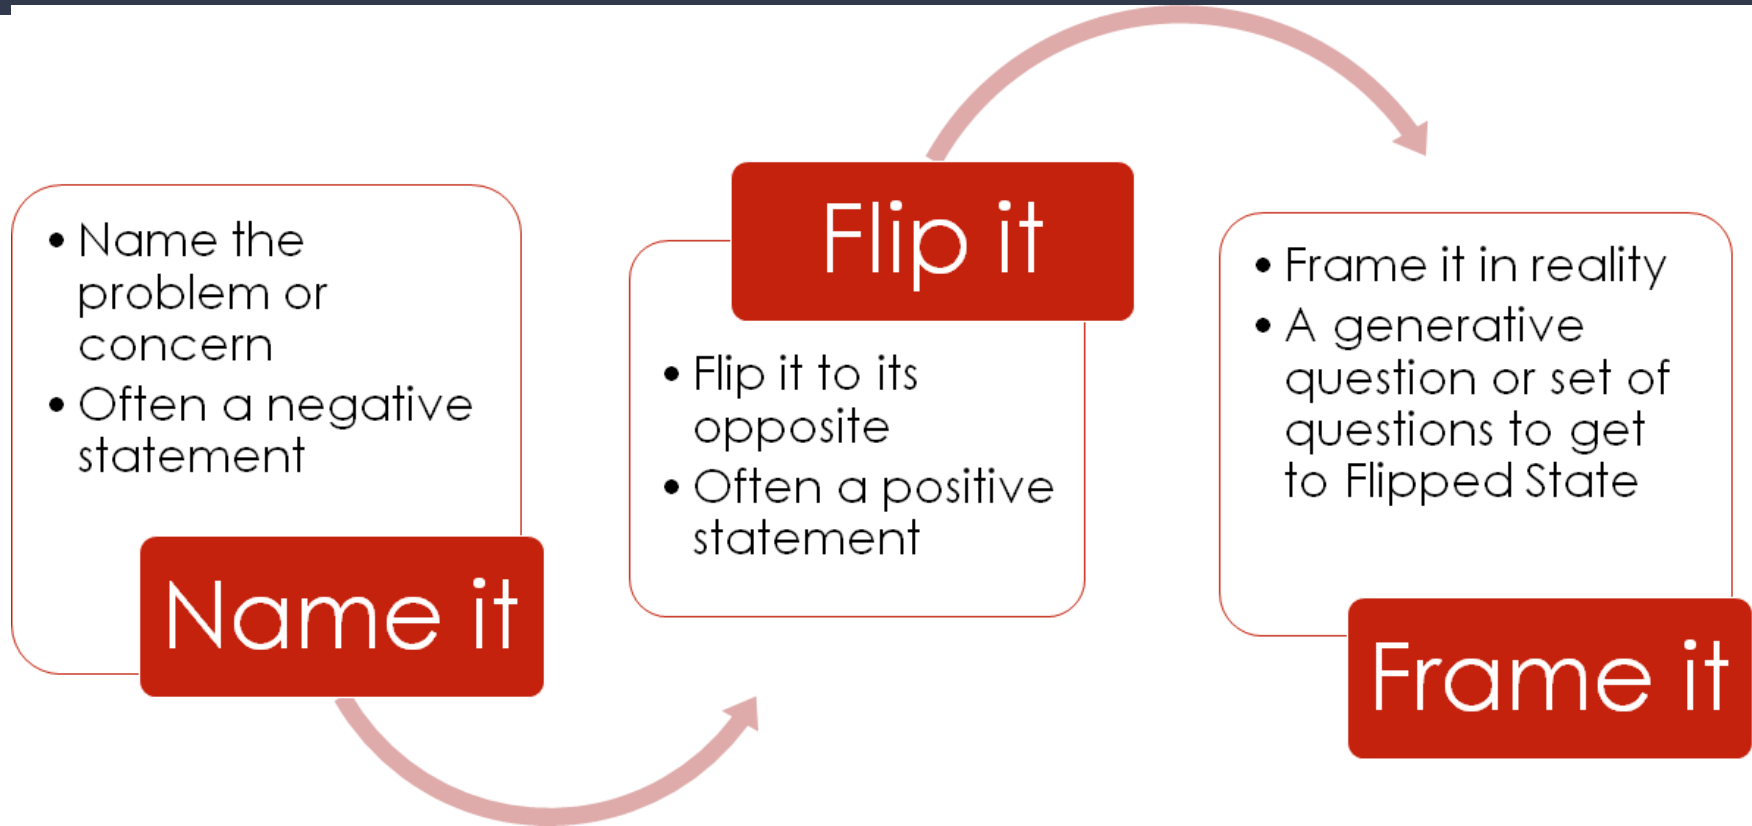 • Name the
problem or
concern
• Often a negative
statement
Name it
Flip it
• Flip it to its
opposite
• Often a positive
statement
• Frame it in reality
• A generative
question or set of
questions to get
to Flipped State
Frame it